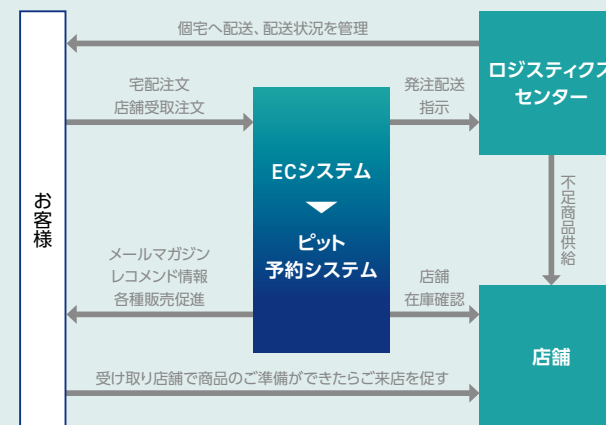 個宅へ配送、配送状況を管理
ロジスティクス
センター
宅配注文
店舗受取注文
発注配送
指示
ECシステム
ピット
予約システム
お客様
不足商品供給
メールマガジン
レコメンド情報
各種販売促進
店舗
在庫確認
店舗
受け取り店舗で商品のご準備ができたらご来店を促す